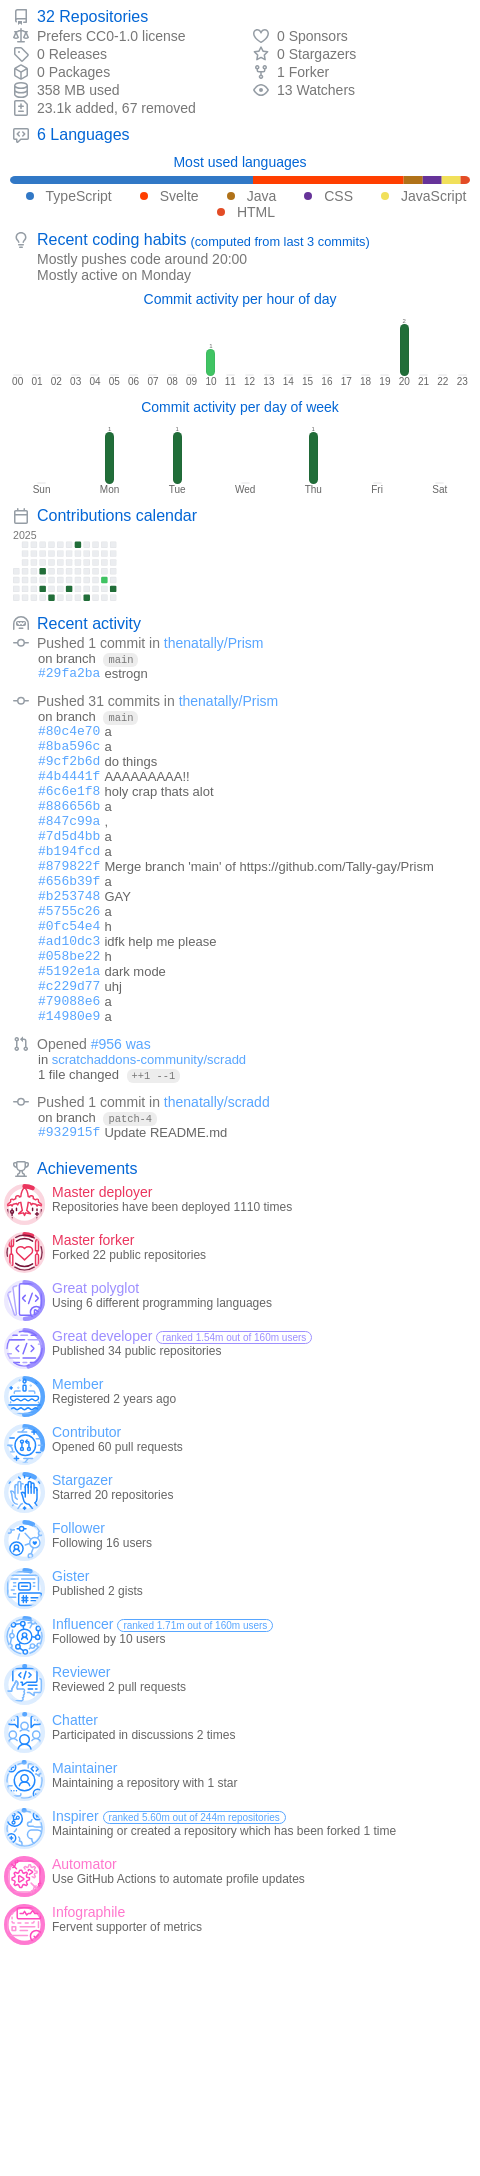 32 Repositories
Prefers CC0-1.0 license
0 Sponsors
0 Releases
0 Stargazers
0 Packages
1 Forker
358 MB used
13 Watchers
23.1k added, 67 removed
6 Languages
Most used languages
TypeScript Svelte Java CSS JavaScript
HTML
Recent coding habits (computed from last 3 commits)
Mostly pushes code around 20:00
Mostly active on Monday
Commit activity per hour of day
2
1
00 01 02 03 04 05 06 07 08 09 10 11 12 13 14 15 16 17 18 19 20 21 22 23
Commit activity per day of week
1 1 1
Sun Mon Tue Wed Thu Fri Sat
Contributions calendar
2025
Recent activity
Pushed 1 commit in thenatally/Prism
on branch main
#29fa2ba estrogn
Pushed 31 commits in thenatally/Prism
on branch main
#80c4e70 a
#8ba596c a
#9cf2b6d do things
#4b4441f AAAAAAAAA!!
#6c6e1f8 holy crap thats alot
#886656b a
#847c99a ,
#7d5d4bb a
#b194fcd a
#879822f Merge branch 'main' of https://github.com/Tally-gay/Prism
#656b39f a
#b253748 GAY
#5755c26 a
#0fc54e4 h
#ad10dc3 idfk help me please
#058be22 h
#5192e1a dark mode
#c229d77 uhj
#79088e6 a
#14980e9 a
Opened #956 was
in scratchaddons-community/scradd
1 file changed ++1 --1
Pushed 1 commit in thenatally/scradd
on branch patch-4
#932915f Update README.md
Achievements
Master deployer
Repositories have been deployed 1110 times
Master forker
Forked 22 public repositories
Great polyglot
Using 6 different programming languages
Great developer ranked 1.54m out of 160m users
Published 34 public repositories
Member
Registered 2 years ago
Contributor
Opened 60 pull requests
Stargazer
Starred 20 repositories
Follower
Following 16 users
Gister
Published 2 gists
Influencer ranked 1.71m out of 160m users
Followed by 10 users
Reviewer
Reviewed 2 pull requests
Chatter
Participated in discussions 2 times
Maintainer
Maintaining a repository with 1 star
Inspirer ranked 5.60m out of 244m repositories
Maintaining or created a repository which has been forked 1 time
Automator
Use GitHub Actions to automate profile updates
Infographile
Fervent supporter of metrics